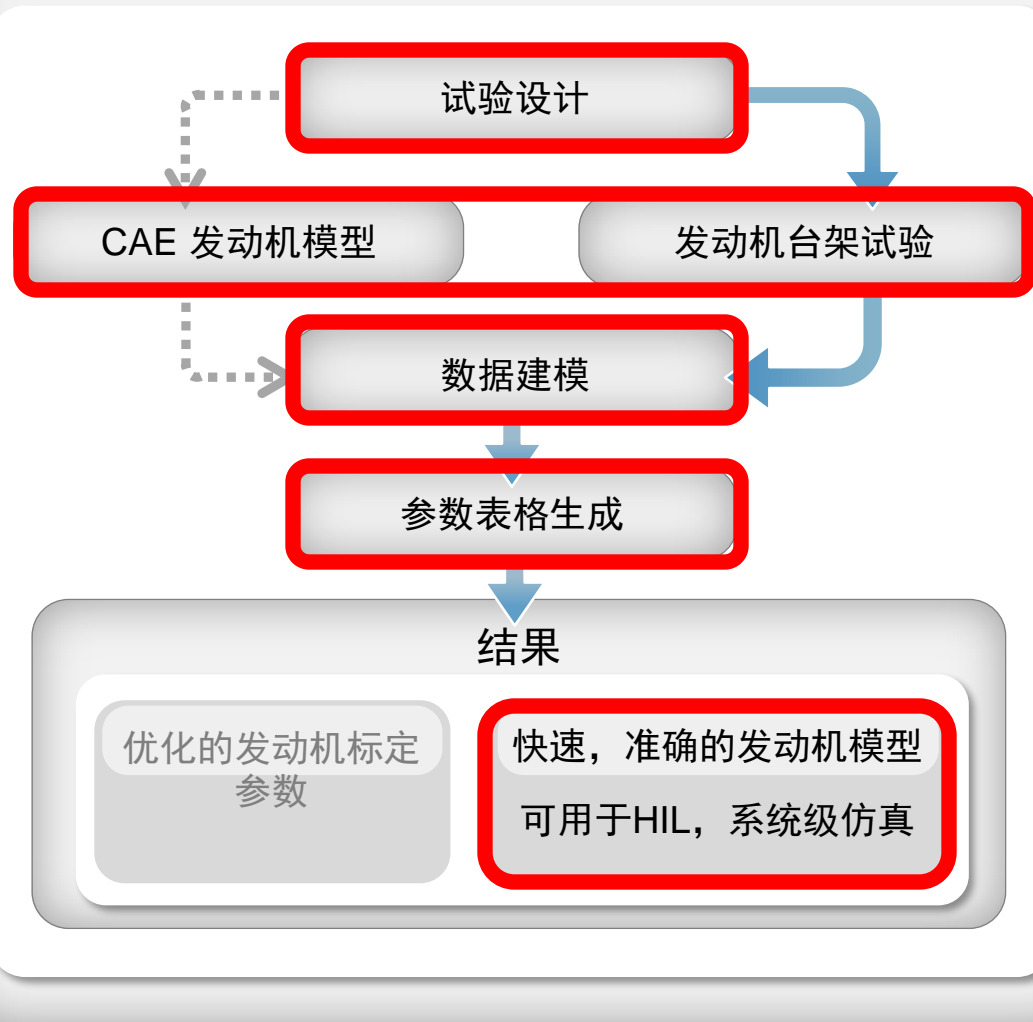 试验设计
CAE 发动机模型
发动机台架试验
数据建模
参数表格生成
结果
优化的发动机标定
参数
快速，准确的发动机模型
可用于HIL，系统级仿真